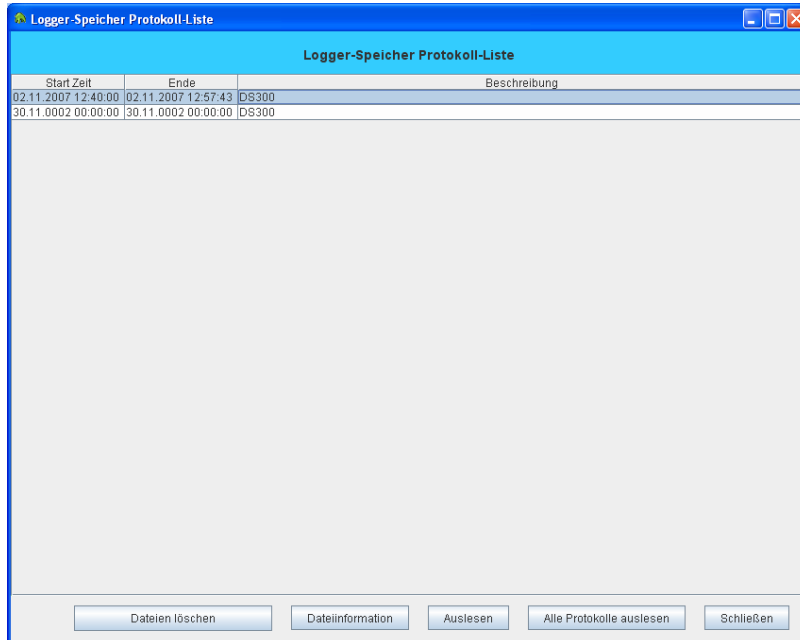 Logger-Speicher Protokoll-Liste
Logger-Speicher Protokoll-Liste
Start Zeit Ende Beschreibung
02.11.2007 12:40:00 02.11.2007 12:57:43 DS300
30.11.0002 00:00:00 30.11.0002 00:00:00 DS300
Dateien löschen Dateiinformation Auslesen Alle Protokolle auslesen Schließen